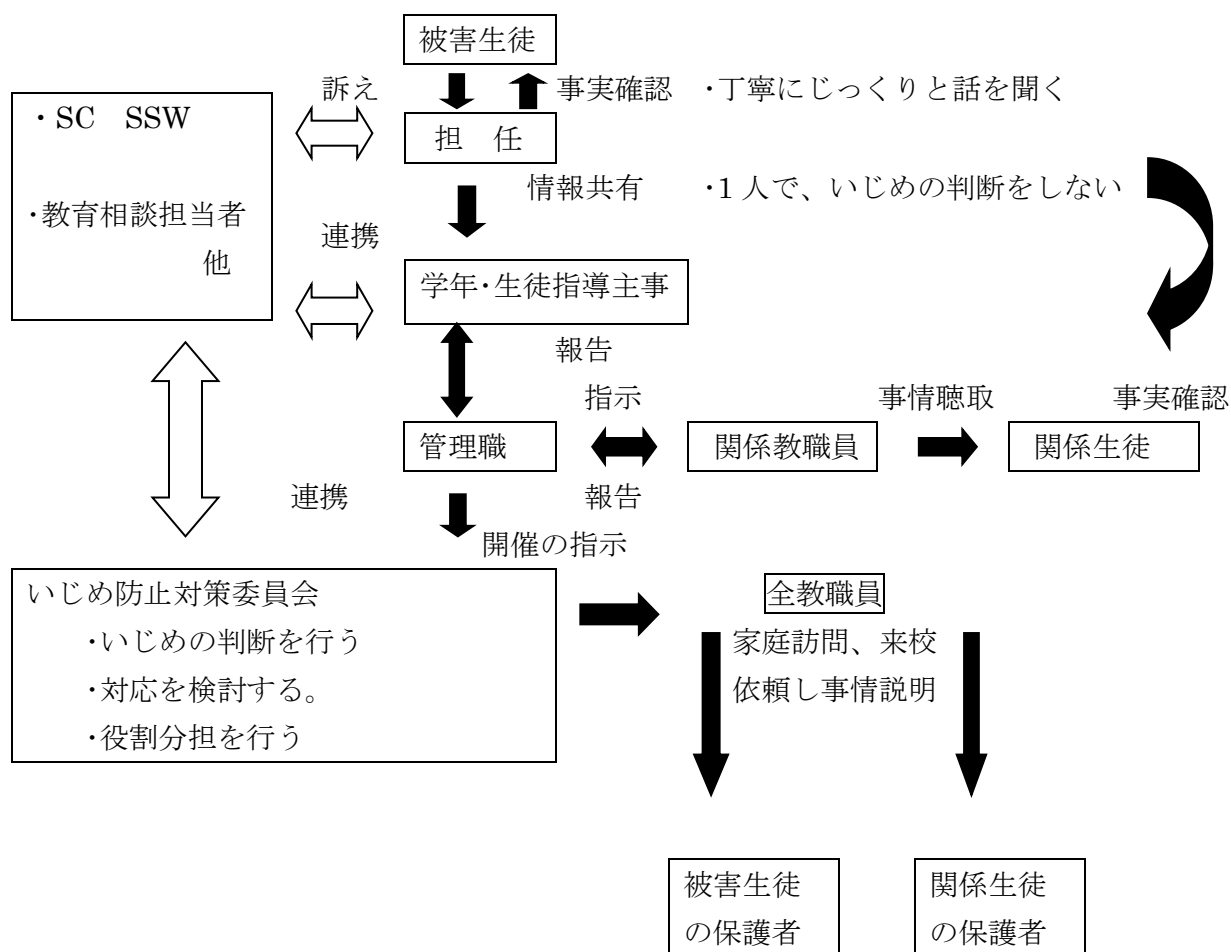 被害生徒
訴え
事実確認 ・丁寧にじっくりと話を聞く
・SC SSW
・教育相談担当者
他
担 任
情報共有 ・1人で、いじめの判断をしない
連携
学年・生徒指導主事
報告
指示
事情聴取
事実確認
管理職
関係教職員
関係生徒
連携
報告
開催の指示
いじめ防止対策委員会
・いじめの判断を行う
・対応を検討する。
・役割分担を行う
全教職員
家庭訪問、来校
依頼し事情説明
被害生徒
の保護者
関係生徒
の保護者